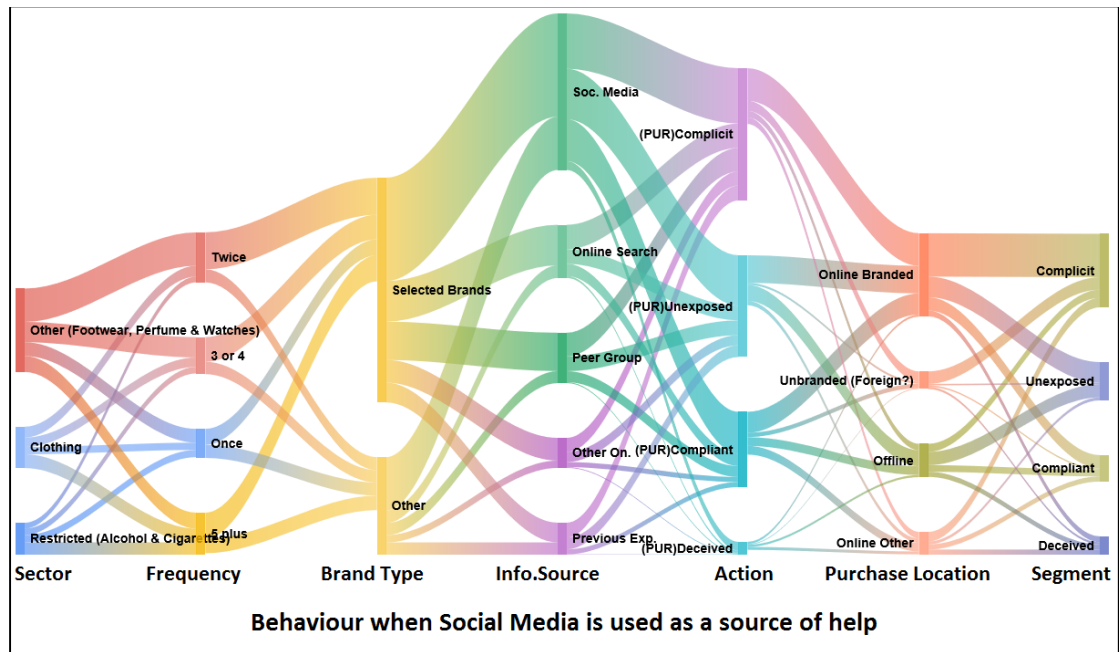 Soc. Media
(PUR)Complicit
Twice
Online Search
Online Branded
Complicit
Selected Brands
(PUR)Unexposed
Other (Footwear, Perfume & Watches)
3 or 4
Peer Group
Unbranded (Foreign?)
Unexposed
Clothing
Once
Other On.
(PUR)Compliant
Offline
Compliant
Other
Restricted (Alcohol & Cigarettes)
5 plus
Previous Exp.
(PUR)Deceived
Online Other
Deceived
Sector Frequency Brand Type Info.Source Action Purchase Location Segment
Behaviour when Social Media is used as a source of help